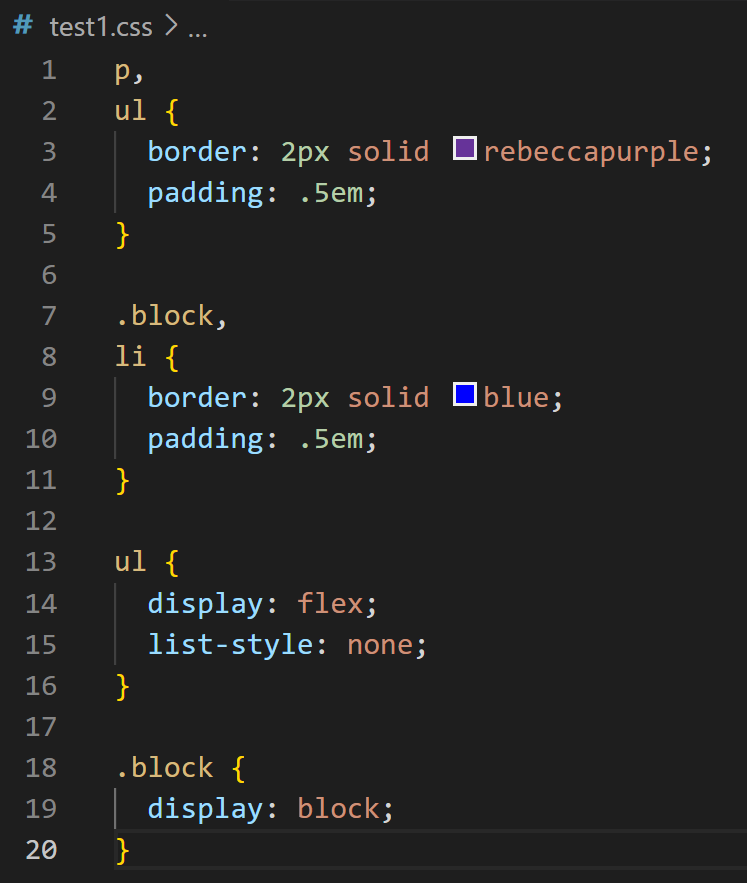 # test1.css > ...
1 p,
2 ul {
3 border: 2px solid rebeccapurple;
4 padding: .5em;
5 }
6
7 .block,
8 li {
9 border: 2px solid blue;
10 padding: .5em;
11 }
12
13 ul {
14 display: flex;
15 list-style: none;
16 }
17
18 .block {
19 display: block;
20 }